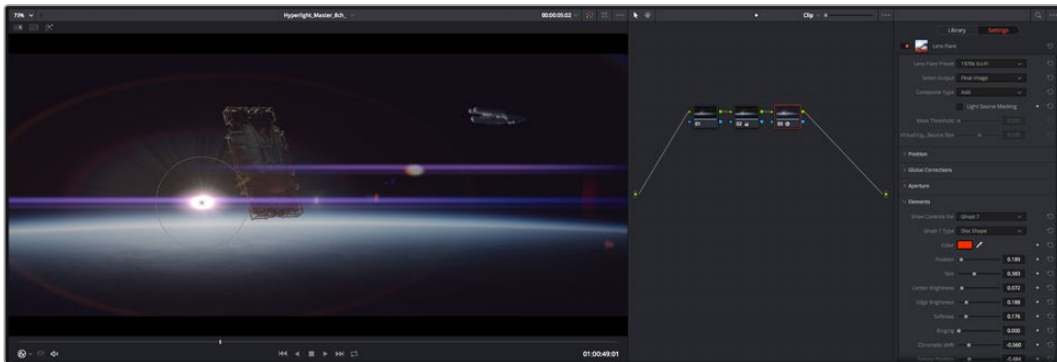 73%
Hyperlight_Master_8ch_
00:00:05:02
Clip
Library
Settings
Lens Flare
Lens Flare Preset 1970s Sci-Fi
Select Output Final Image
Composite Type Add
Light Source Masking
Mask Threshold 0.000
Source Size
Position
Global Corrections
Aperture
Elements
Show Controls For Ghost 7
Ghost 7 Type Disc Shape
Color
Position 0.189
Size 0.383
Center Brightness 0.072
Edge Brightness 0.188
Softness 0.176
Ringing 0.000
Chromatic Shift -0.560
01
02
03
01:00:49:01